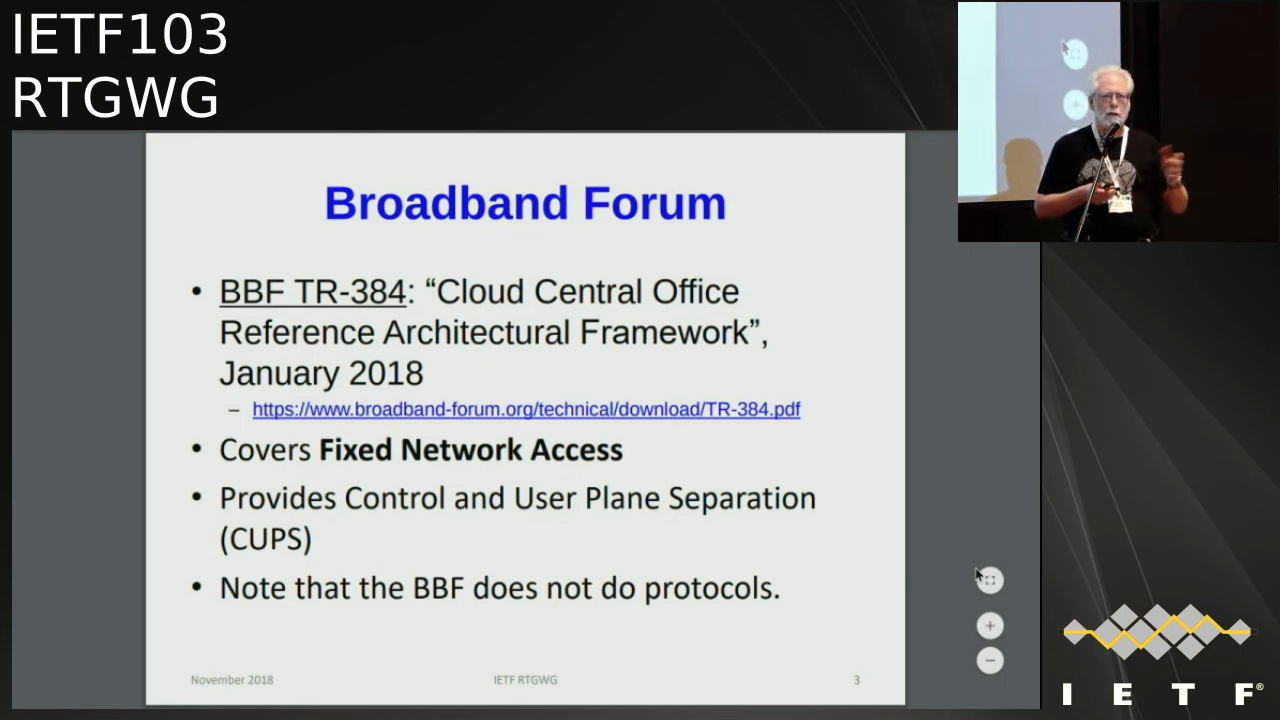 IETF103
RTGWG
Broadband Forum
• BBF TR-384: “Cloud Central Office
Reference Architectural Framework”,
January 2018
– https://www.broadband-forum.org/technical/download/TR-384.pdf
• Covers Fixed Network Access
• Provides Control and User Plane Separation
(CUPS)
• Note that the BBF does not do protocols.
November 2018
IETF RTGWG
3
I E T F®